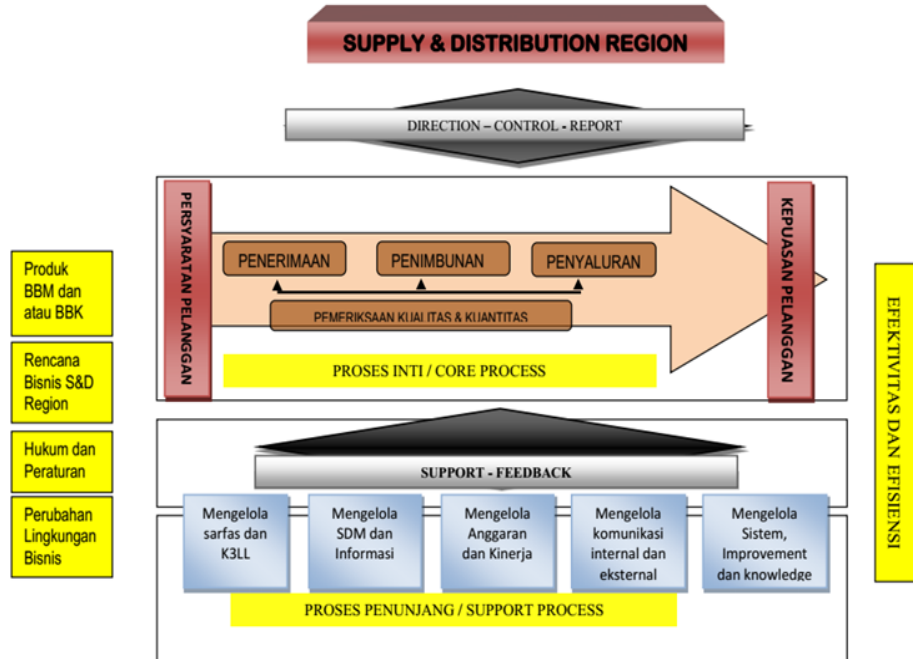 SUPPLY & DISTRIBUTION REGION
DIRECTION – CONTROL - REPORT
PERSYARATAN PELANGGAN
PENERIMAAN
PENIMBUNAN
PENYALURAN
PEMERIKSAAN KUALITAS & KUANTITAS
PROSES INTI / CORE PROCESS
KEPUASAN PELANGGAN
Produk
BBM dan
atau BBK
Rencana
Bisnis S&D
Region
Hukum dan
Peraturan
Perubahan
Lingkungan
Bisnis
EFEKTIVITAS DAN EFISIENSI
SUPPORT - FEEDBACK
Mengelola
sarfas dan
K3LL
Mengelola
SDM dan
Informasi
Mengelola
Anggaran
dan Kinerja
Mengelola
komunikasi
internal dan
eksternal
Mengelola
Sistem,
Improvement
dan knowledge
PROSES PENUNJANG / SUPPORT PROCESS